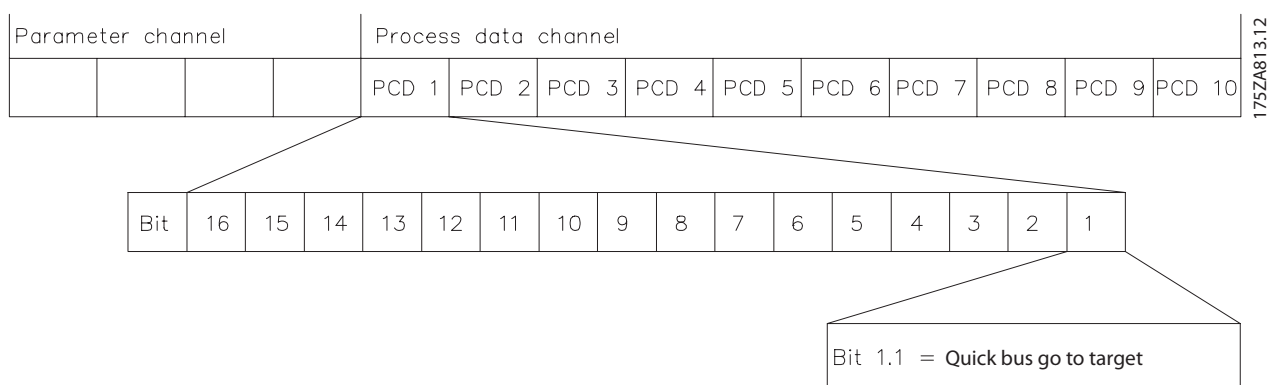 Parameter channel Process data channel
PCD 1 PCD 2 PCD 3 PCD 4 PCD 5 PCD 6 PCD 7 PCD 8 PCD 9 PCD 10
175ZA813.12
Bit 16 15 14 13 12 11 10 9 8 7 6 5 4 3 2 1
Bit 1.1 = Quick bus go to target